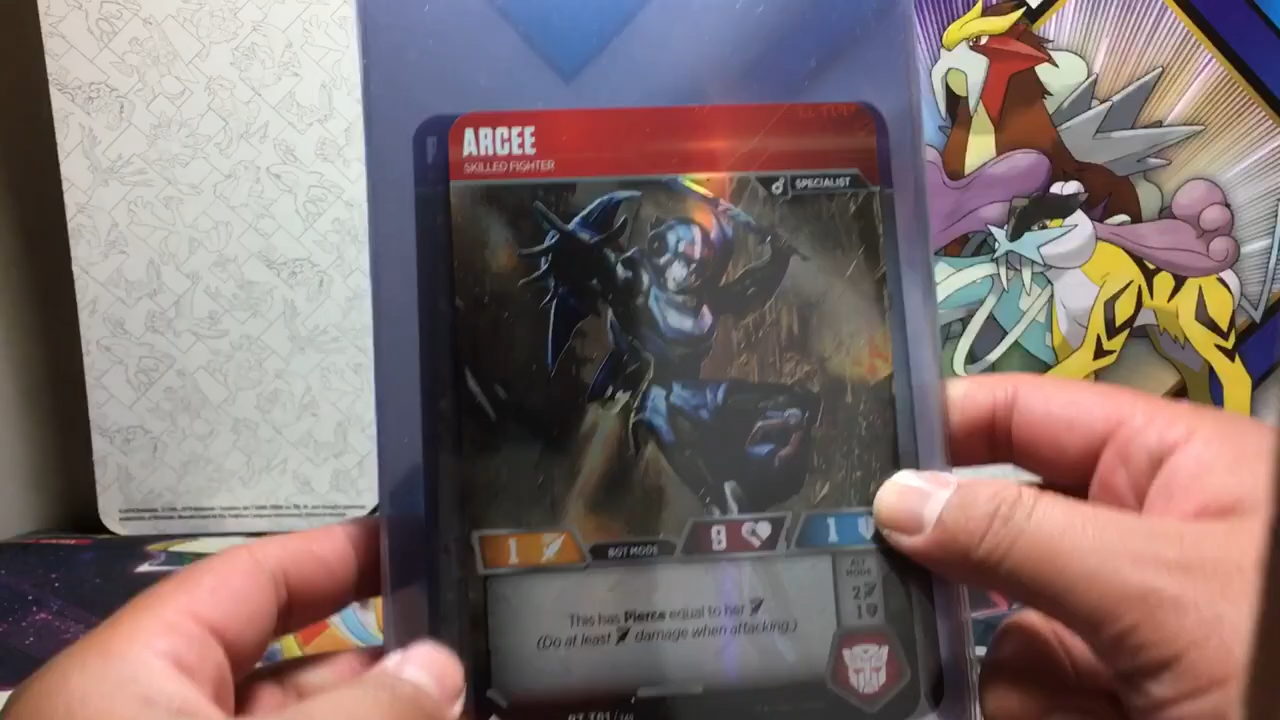 ARCEE
SKILLED FIGHTER
SPECIALIST
1
BOT MODE
9
1
ALT
MODE
2
1
This has Pierce equal to her
(Do at least damage when attacking.)